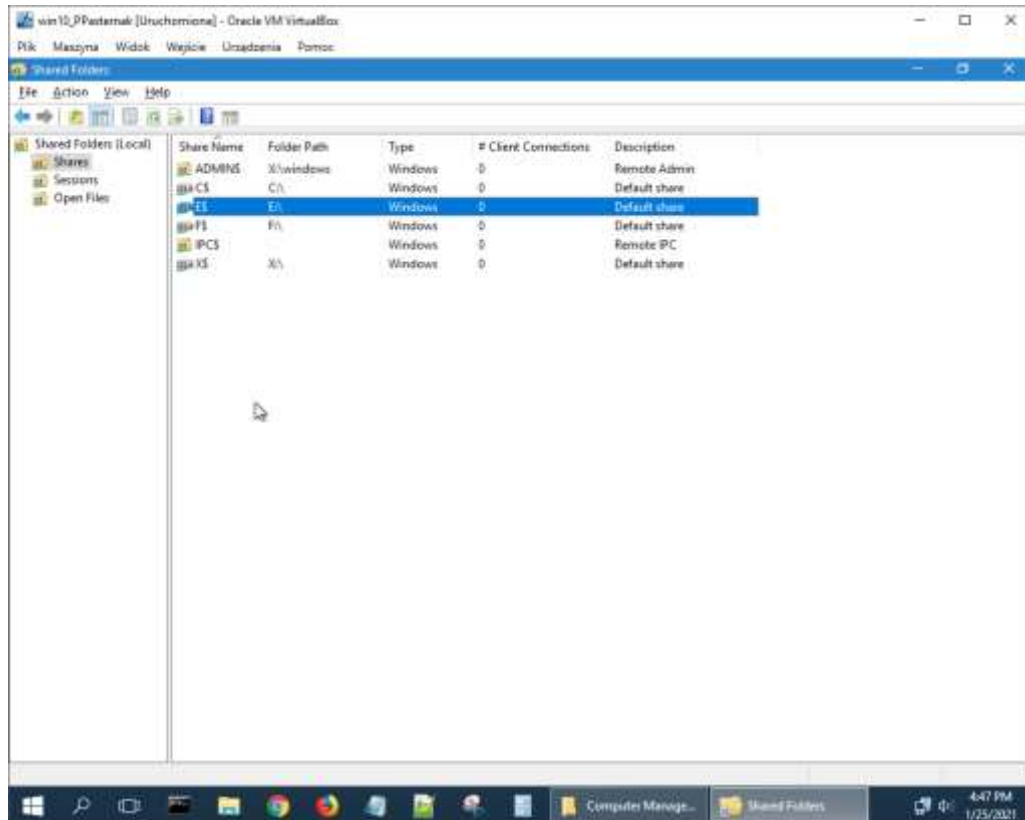 win10_PPasternak [Uruchomiona] - Oracle VM VirtualBox
Plik Maszyna Widok Wejście Urządzenia Pomoc
Shared Folders
File Action View Help
Shared Folders (Local)
Shares
Sessions
Open Files
Share Name Folder Path Type # Client Connections Description
ADMIN$ X:\windows Windows 0 Remote Admin
C$ C:\ Windows 0 Default share
E$ E:\ Windows 0 Default share
F$ F:\ Windows 0 Default share
IPC$ Windows 0 Remote IPC
X$ X:\ Windows 0 Default share
Computer Manage... Shared Folders
4:47 PM
1/25/2021